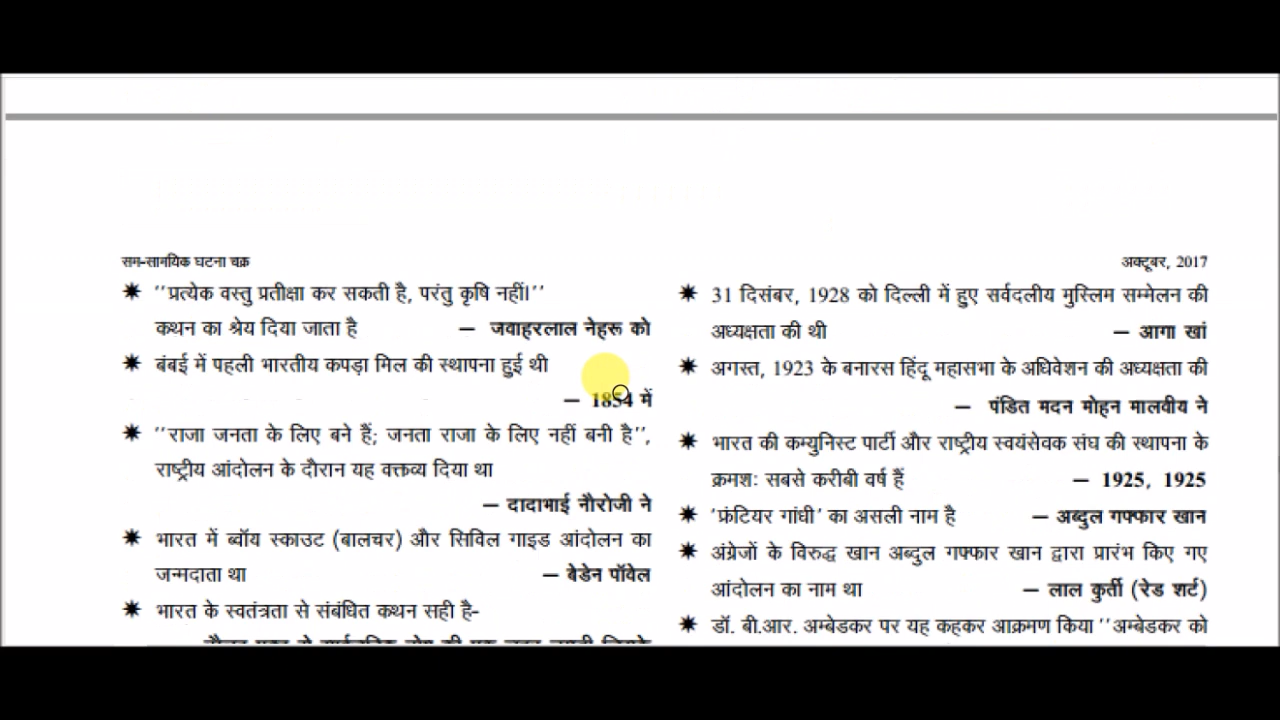 सम-सामयिक घटना चक्र
अक्टूबर, 2017
✷ ''प्रत्येक वस्तु प्रतीक्षा कर सकती है, परंतु कृषि नहीं।''
कथन का श्रेय दिया जाता है — जवाहरलाल नेहरू को
✷ बंबई में पहली भारतीय कपड़ा मिल की स्थापना हुई थी
— 1854 में
✷ ''राजा जनता के लिए बने हैं; जनता राजा के लिए नहीं बनी है'',
राष्ट्रीय आंदोलन के दौरान यह वक्तव्य दिया था
— दादाभाई नौरोजी ने
✷ भारत में ब्वॉय स्काउट (बालचर) और सिविल गाइड आंदोलन का
जन्मदाता था — बेडेन पॉवेल
✷ भारत के स्वतंत्रता से संबंधित कथन सही है-
✷ 31 दिसंबर, 1928 को दिल्ली में हुए सर्वदलीय मुस्लिम सम्मेलन की
अध्यक्षता की थी — आगा खां
✷ अगस्त, 1923 के बनारस हिंदू महासभा के अधिवेशन की अध्यक्षता की
— पंडित मदन मोहन मालवीय ने
✷ भारत की कम्युनिस्ट पार्टी और राष्ट्रीय स्वयंसेवक संघ की स्थापना के
क्रमशः सबसे करीबी वर्ष हैं — 1925, 1925
✷ 'फ्रंटियर गांधी' का असली नाम है — अब्दुल गफ्फार खान
✷ अंग्रेजों के विरुद्ध खान अब्दुल गफ्फार खान द्वारा प्रारंभ किए गए
आंदोलन का नाम था — लाल कुर्ती (रेड शर्ट)
✷ डॉ. बी.आर. अम्बेडकर पर यह कहकर आक्रमण किया ''अम्बेडकर को